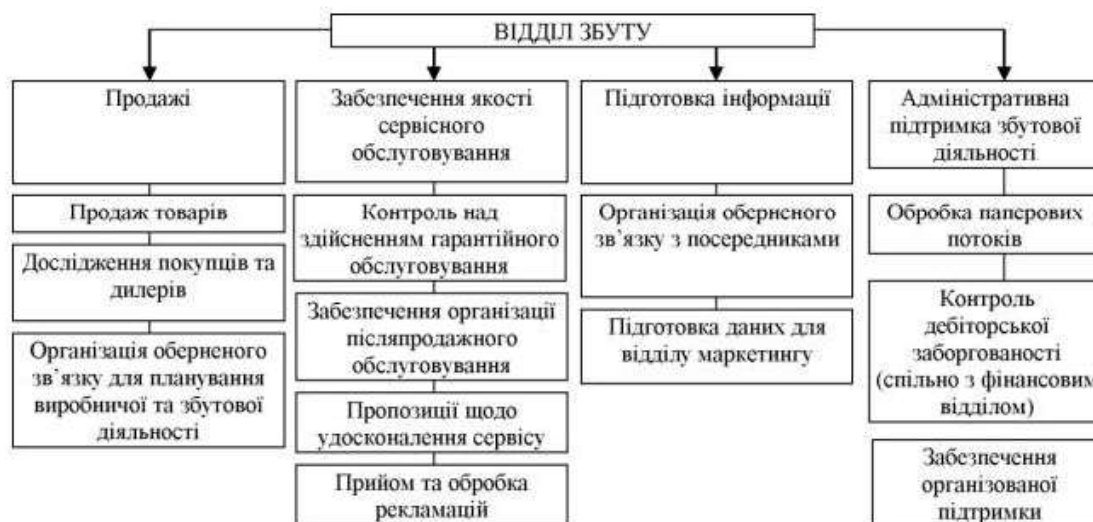 ВІДДІЛ ЗБУТУ
Продажі
Продаж товарів
Дослідження покупців та
дилерів
Організація оберненого
зв`язку для планування
виробничої та збутової
діяльності
Забезпечення якості
сервісного
обслуговування
Контроль над
здійсненням гарантійного
обслуговування
Забезпечення організації
післяпродажного
обслуговування
Пропозиції щодо
удосконалення сервісу
Прийом та обробка
рекламацій
Підготовка інформації
Організація оберненого
зв`язку з посередниками
Підготовка даних для
відділу маркетингу
Адміністративна
підтримка збутової
діяльності
Обробка паперових
потоків
Контроль
дебіторської
заборгованості
(спільно з фінансовим
відділом)
Забезпечення
організованої
підтримки